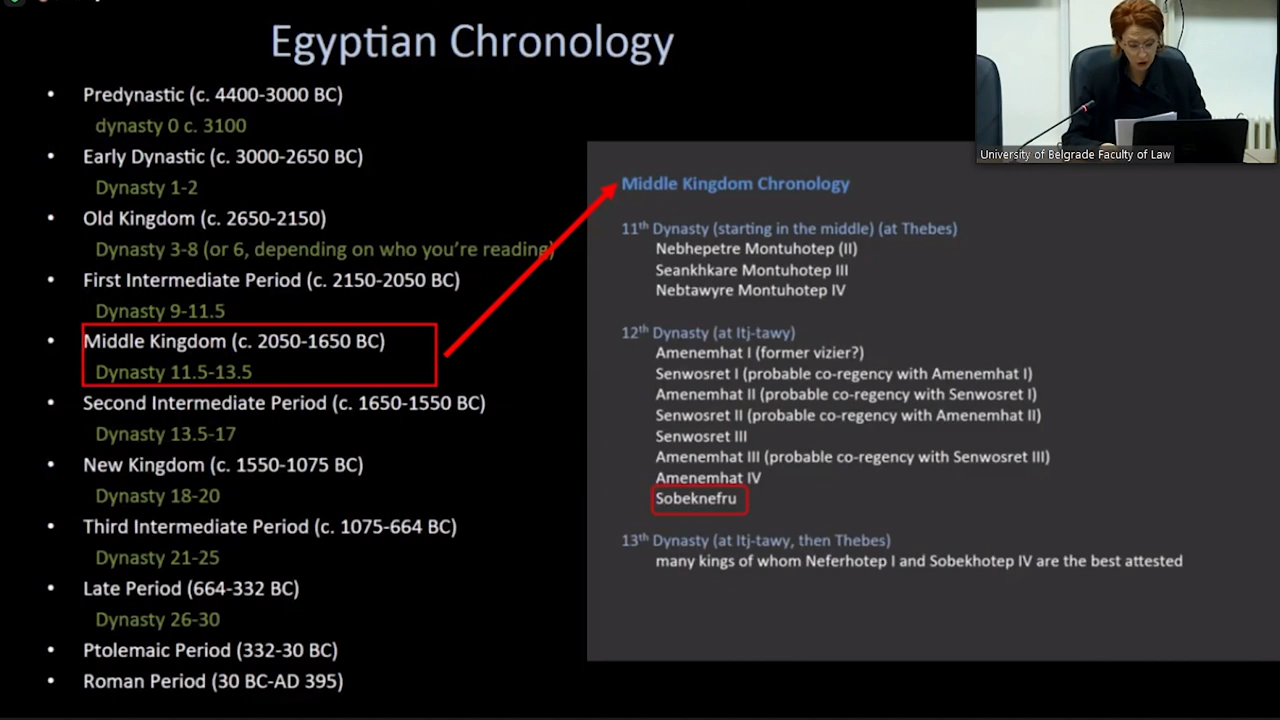 Egyptian Chronology
• Predynastic (c. 4400-3000 BC)
dynasty 0 c. 3100
• Early Dynastic (c. 3000-2650 BC)
Dynasty 1-2
• Old Kingdom (c. 2650-2150)
Dynasty 3-8 (or 6, depending on who you're reading)
• First Intermediate Period (c. 2150-2050 BC)
Dynasty 9-11.5
• Middle Kingdom (c. 2050-1650 BC)
Dynasty 11.5-13.5
• Second Intermediate Period (c. 1650-1550 BC)
Dynasty 13.5-17
• New Kingdom (c. 1550-1075 BC)
Dynasty 18-20
• Third Intermediate Period (c. 1075-664 BC)
Dynasty 21-25
• Late Period (664-332 BC)
Dynasty 26-30
• Ptolemaic Period (332-30 BC)
• Roman Period (30 BC-AD 395)
University of Belgrade Faculty of Law
Middle Kingdom Chronology
11th Dynasty (starting in the middle) (at Thebes)
Nebhepetre Montuhotep (II)
Seankhkare Montuhotep III
Nebtawyre Montuhotep IV
12th Dynasty (at Itj-tawy)
Amenemhat I (former vizier?)
Senwosret I (probable co-regency with Amenemhat I)
Amenemhat II (probable co-regency with Senwosret I)
Senwosret II (probable co-regency with Amenemhat II)
Senwosret III
Amenemhat III (probable co-regency with Senwosret III)
Amenemhat IV
Sobeknefru
13th Dynasty (at Itj-tawy, then Thebes)
many kings of whom Neferhotep I and Sobekhotep IV are the best attested